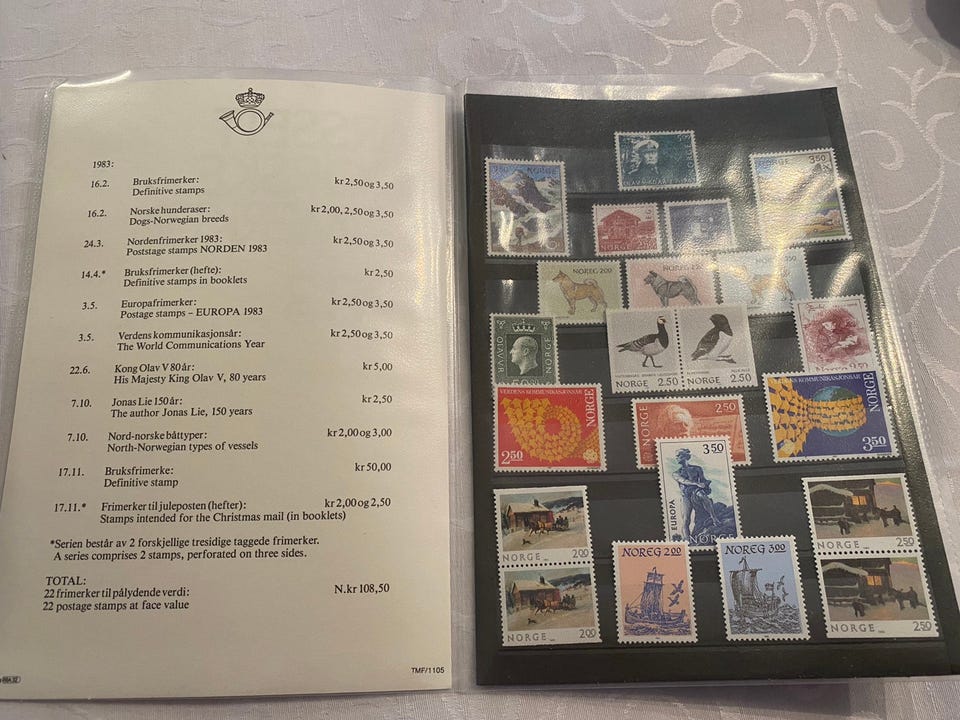 1983:
16.2. Bruksfrimerker: kr 2,50 og 3,50
Definitive stamps
16.2. Norske hunderaser: kr 2,00, 2,50 og 3,50
Dogs-Norwegian breeds
24.3. Nordenfrimerker 1983: kr 2,50 og 3,50
Poststage stamps NORDEN 1983
14.4.* Bruksfrimerker (hefte): kr 2,50
Definitive stamps in booklets
3.5. Europafrimerker: kr 2,50 og 3,50
Postage stamps – EUROPA 1983
3.5. Verdens kommunikasjonsår: kr 2,50 og 3,50
The World Communications Year
22.6. Kong Olav V 80 år: kr 5,00
His Majesty King Olav V, 80 years
7.10. Jonas Lie 150 år: kr 2,50
The author Jonas Lie, 150 years
7.10. Nord-norske båttyper: kr 2,00 og 3,00
North-Norwegian types of vessels
17.11. Bruksfrimerke: kr 50,00
Definitive stamp
17.11.* Frimerker til juleposten (hefter): kr 2,00 og 2,50
Stamps intended for the Christmas mail (in booklets)
*Serien består av 2 forskjellige tresidige taggede frimerker.
A series comprises 2 stamps, perforated on three sides.
TOTAL:
22 frimerker til pålydende verdi: N.kr 108,50
22 postage stamps at face value
TMF/1105
NORGE
3.50
NORGE
NOREG 2.00
NOREG
OLAV V R
NORGE
NORGE 2.50
2.50
VERDENS KOMMUNIKASJONSÅR
NORGE
2.50
2.50
KOMMUNIKASJONSÅR
NORGE
3.50
3.50
EUROPA
NORGE
NORGE 2.00
NORGE 2.00
NOREG 2.00
NOREG 3.00
NORGE 2.50
NORGE 2.50